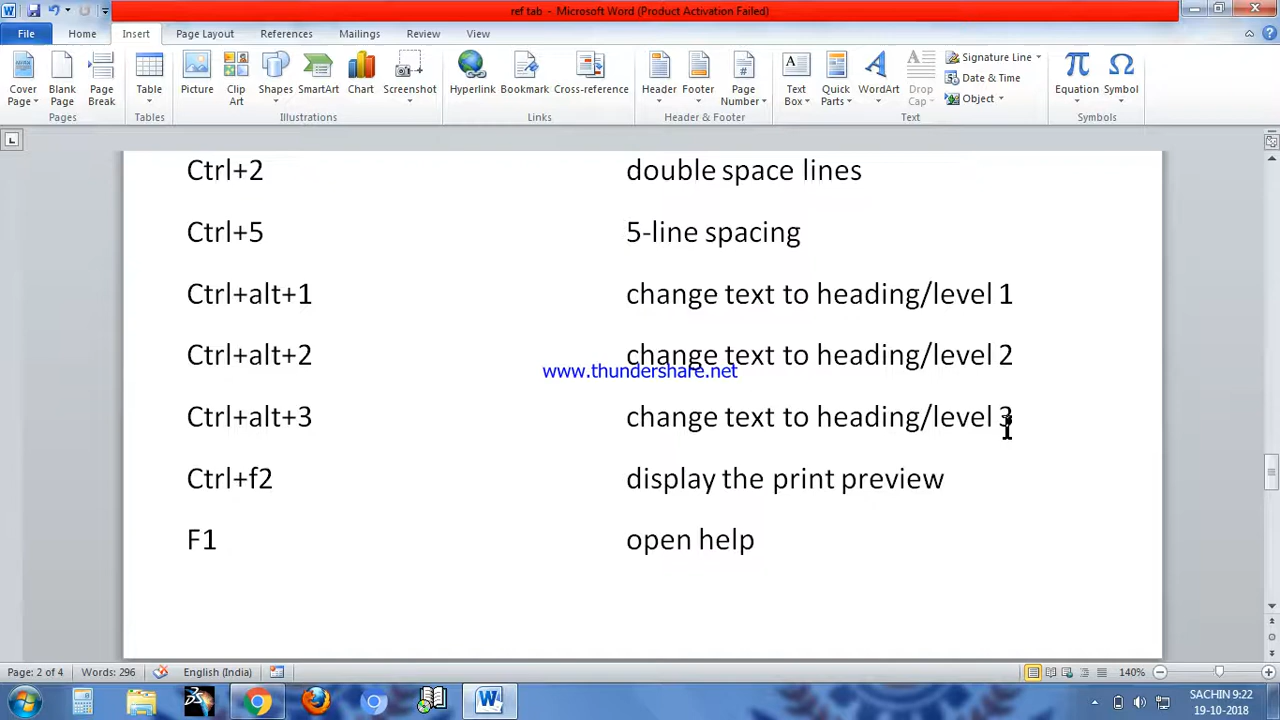 ref tab - Microsoft Word (Product Activation Failed)
File Home Insert Page Layout References Mailings Review View
Cover Page Blank Page Page Break Table Picture Clip Art Shapes SmartArt Chart Screenshot Hyperlink Bookmark Cross-reference Header Footer Page Number Text Box Quick Parts WordArt Drop Cap Signature Line Date & Time Object Equation Symbol
Pages Tables Illustrations Links Header & Footer Text Symbols
Ctrl+2 double space lines
Ctrl+5 5-line spacing
Ctrl+alt+1 change text to heading/level 1
Ctrl+alt+2 change text to heading/level 2
www.thundershare.net
Ctrl+alt+3 change text to heading/level 3
Ctrl+f2 display the print preview
F1 open help
Page: 2 of 4 Words: 296 English (India) 140%
SACHIN 9:22
19-10-2018